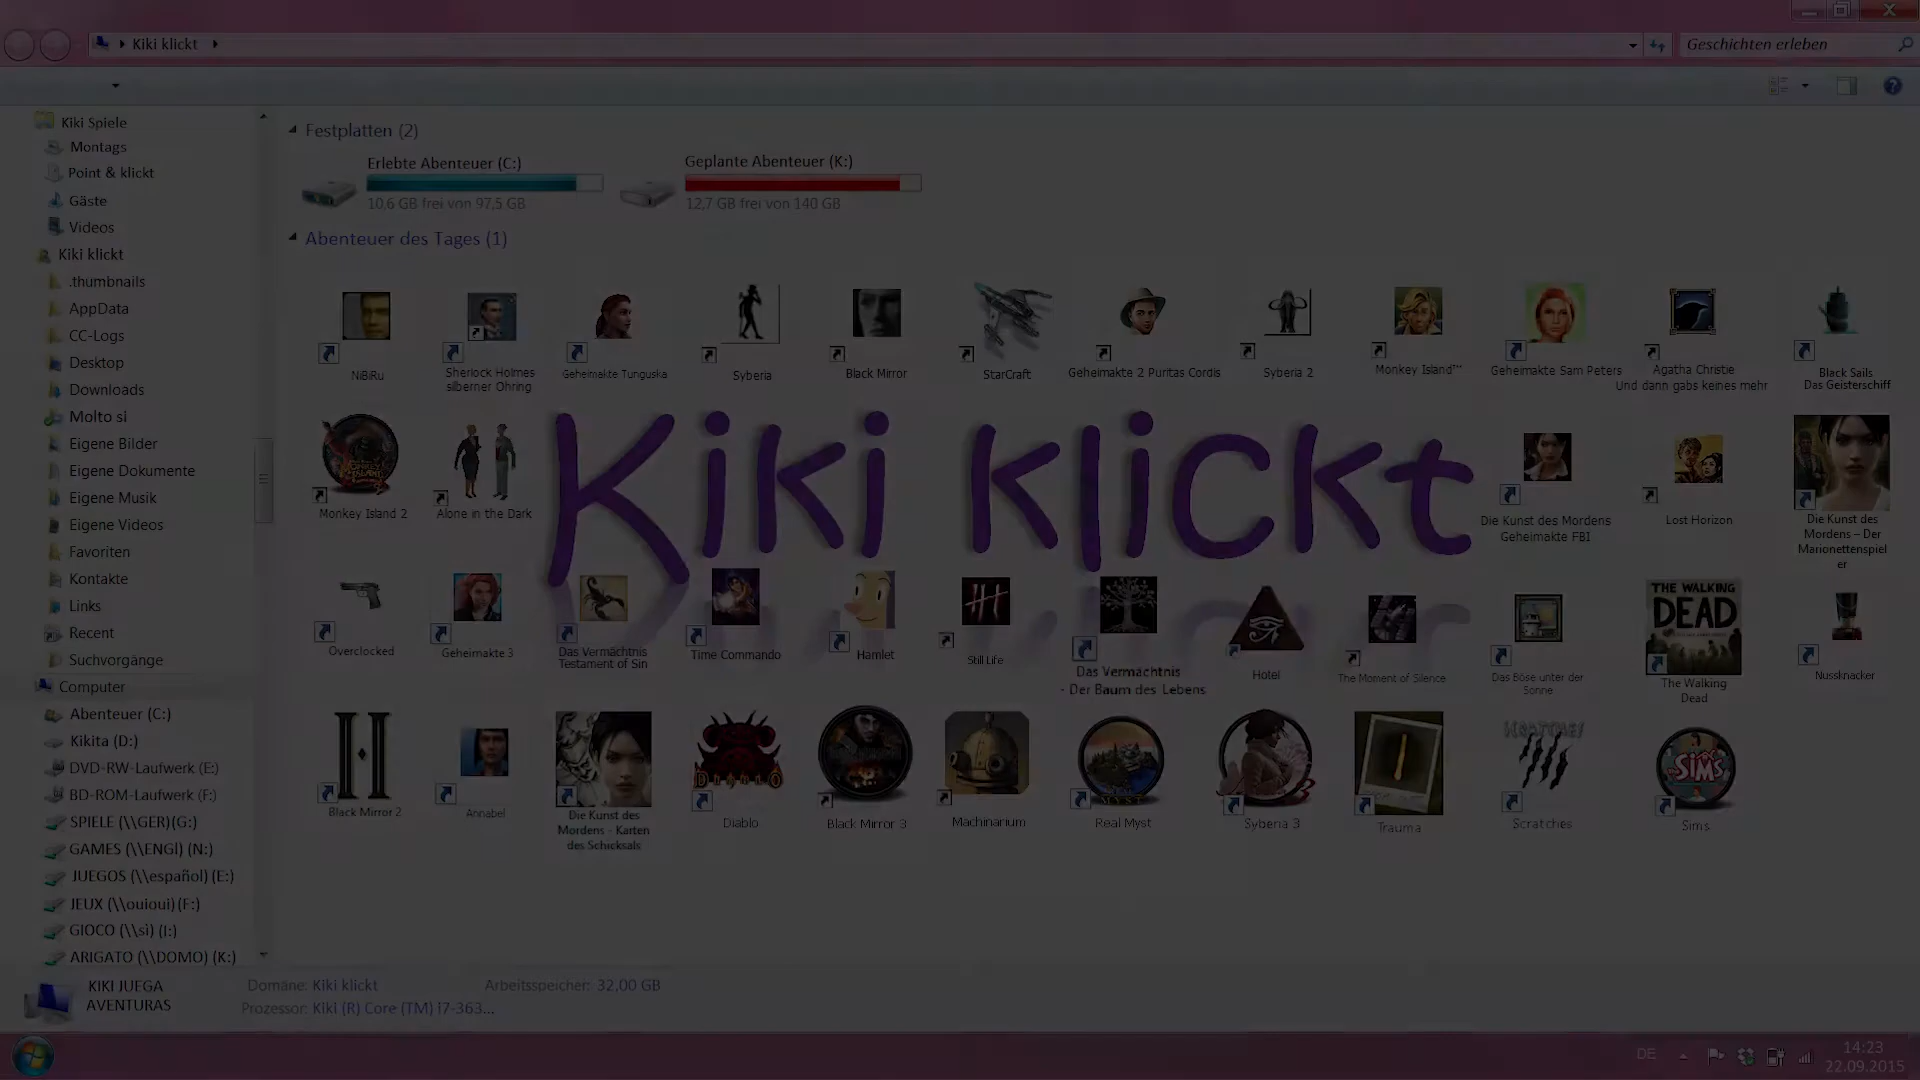 Kiki klickt
Geschichten erleben
Kiki Spiele
Montags
Point & klickt
Gäste
Videos
Kiki klickt
.thumbnails
AppData
CC-Logs
Desktop
Downloads
Molto si
Eigene Bilder
Eigene Dokumente
Eigene Musik
Eigene Videos
Favoriten
Kontakte
Links
Recent
Suchvorgänge
Computer
Abenteuer (C:)
Kikita (D:)
DVD-RW-Laufwerk (E:)
BD-ROM-Laufwerk (F:)
SPIELE (\\GER)(G:)
GAMES (\\ENGl) (N:)
JUEGOS (\\español) (E:)
JEUX (\\ouioui)(F:)
GIOCO (\\sì) (I:)
ARIGATO (\\DOMO) (K:)
Festplatten (2)
Erlebte Abenteuer (C:)
10,6 GB frei von 97,5 GB
Geplante Abenteuer (K:)
12,7 GB frei von 140 GB
Abenteuer des Tages (1)
NiBiRu
Sherlock Holmes
silberner Ohring
Geheimakte Tunguska
Syberia
Black Mirror
StarCraft
Geheimakte 2 Puritas Cordis
Syberia 2
Monkey Island™
Geheimakte Sam Peters
Agatha Christie
Und dann gabs keines mehr
Black Sails
Das Geisterschiff
Monkey Island 2
Alone in the Dark
Kiki klickt
Die Kunst des Mordens
Geheimakte FBI
Lost Horizon
Die Kunst des
Mordens – Der
Marionettenspiel
er
Overclocked
Geheimakte 3
Das Vermächtnis
Testament of Sin
Time Commando
Hamlet
Still Life
Das Vermächtnis
- Der Baum des Lebens
Hotel
The Moment of Silence
Das Böse unter der
Sonne
THE WALKING
DEAD
The Walking
Dead
Nussknacker
Black Mirror 2
Annabel
Die Kunst des
Mordens - Karten
des Schicksals
DIABLO
Diablo
Black Mirror 3
Machinarium
MYST
Real Myst
3
Syberia 3
Trauma
SCRATCHES
Scratches
The SIMS
Sims
KIKI JUEGA
AVENTURAS
Domäne: Kiki klickt
Arbeitsspeicher: 32,00 GB
Prozessor: Kiki (R) Core (TM) i7-363...
DE
14:23
22.09.2015